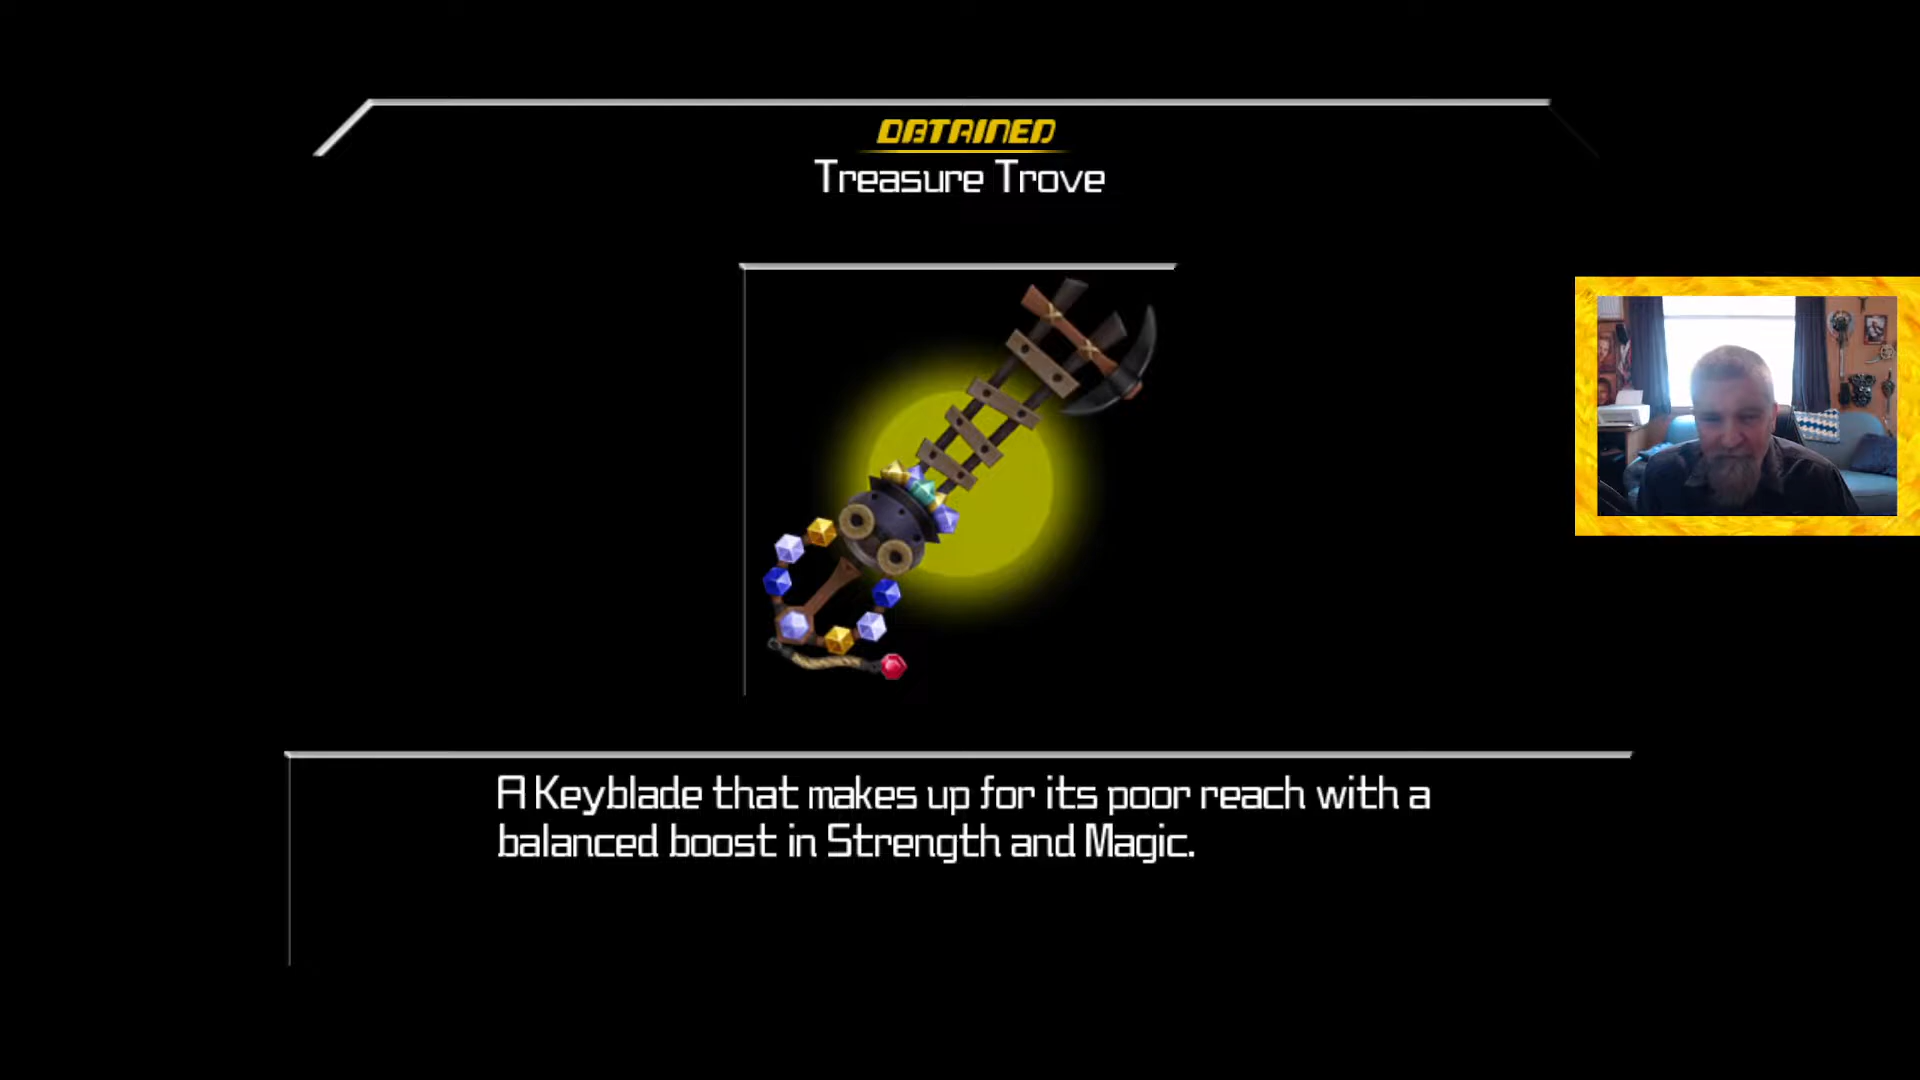 OBTAINED
Treasure Trove
A Keyblade that makes up for its poor reach with a
balanced boost in Strength and Magic.